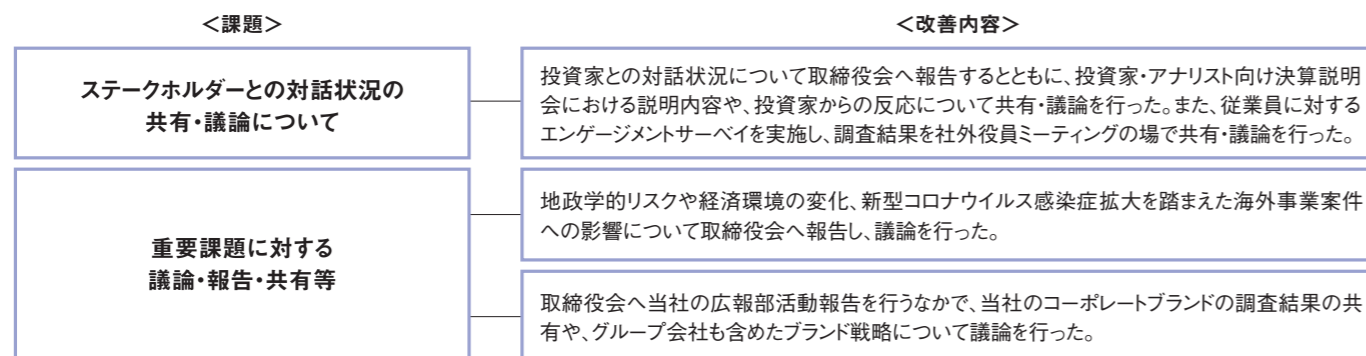 ＜課題＞
＜改善内容＞
ステークホルダーとの対話状況の
共有・議論について
投資家との対話状況について取締役会へ報告するとともに、投資家・アナリスト向け決算説明
会における説明内容や、投資家からの反応について共有・議論を行った。また、従業員に対する
エンゲージメントサーベイを実施し、調査結果を社外役員ミーティングの場で共有・議論を行った。
重要課題に対する
議論・報告・共有等
地政学的リスクや経済環境の変化、新型コロナウイルス感染症拡大を踏まえた海外事業案件
への影響について取締役会へ報告し、議論を行った。
取締役会へ当社の広報部活動報告を行うなかで、当社のコーポレートブランドの調査結果の共
有や、グループ会社も含めたブランド戦略について議論を行った。